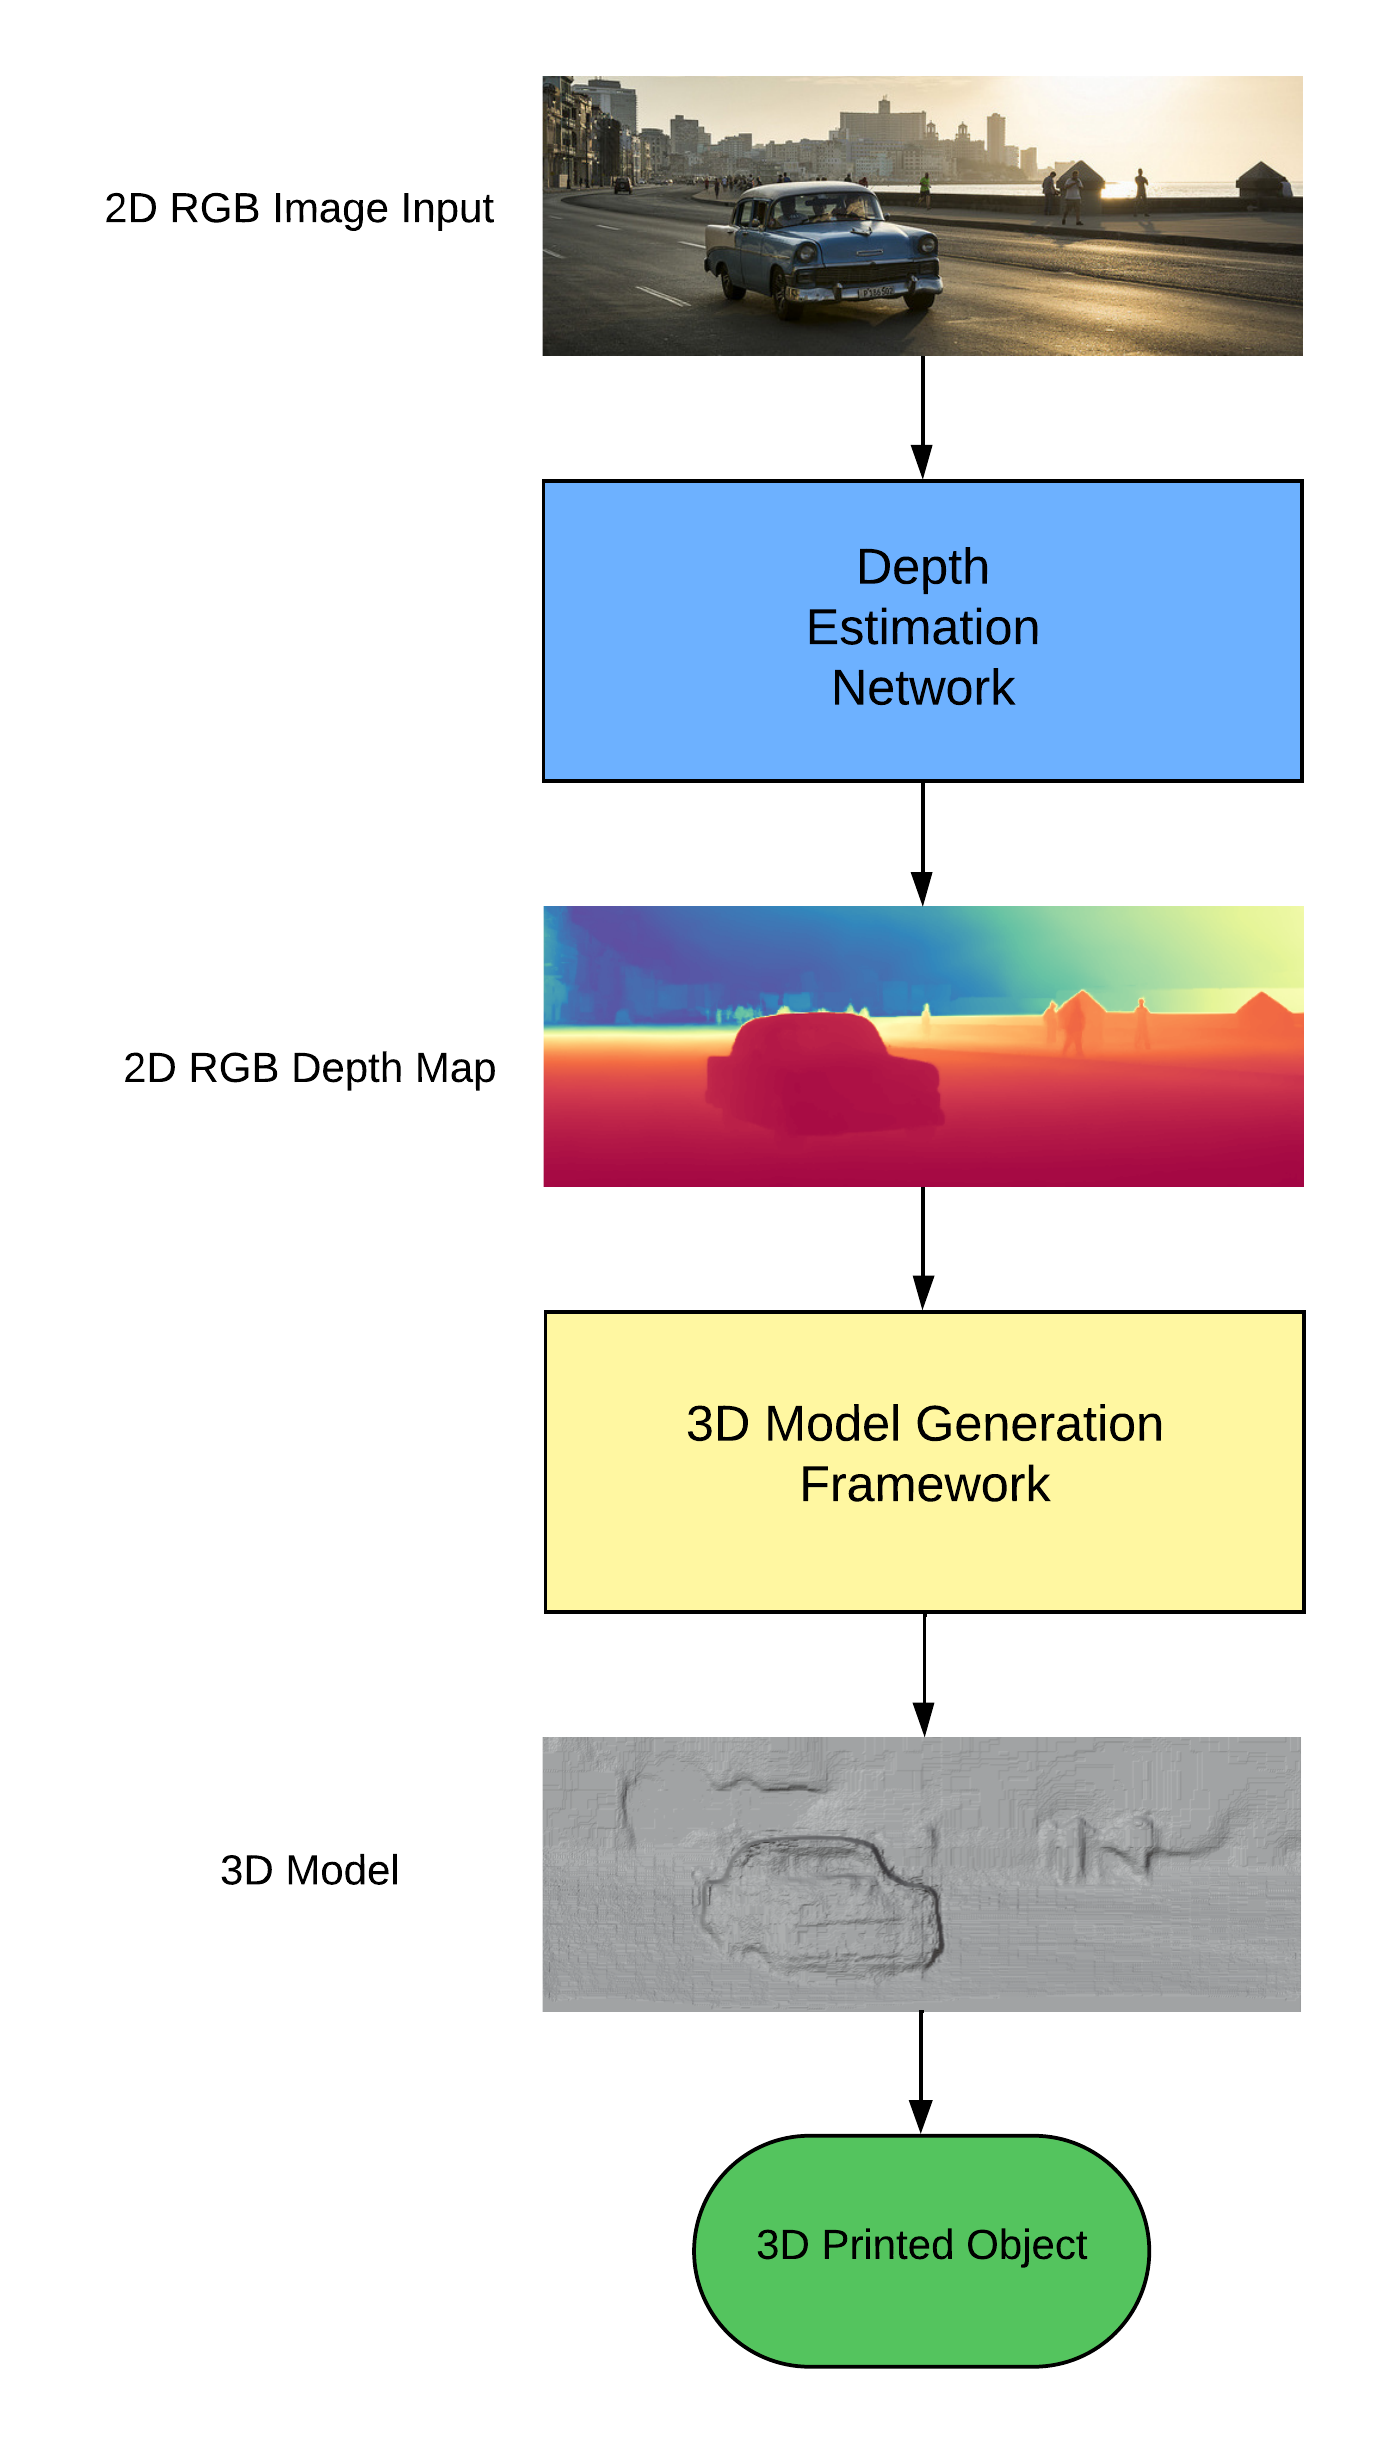 2D RGB Image Input
Depth
Estimation
Network
2D RGB Depth Map
3D Model Generation
Framework
3D Model
3D Printed Object